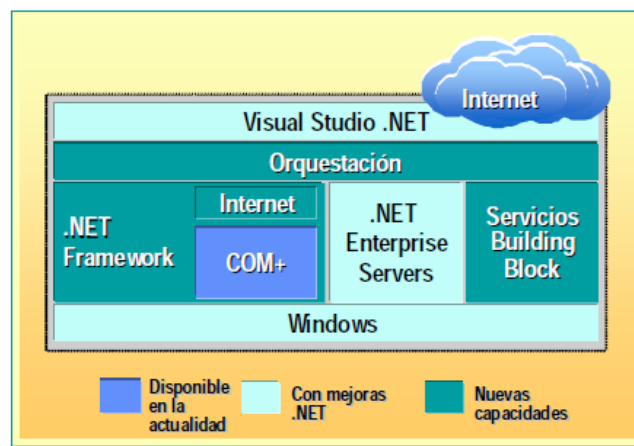 Internet
Visual Studio .NET
Orquestación
Internet
.NET
Framework
COM+
.NET
Enterprise
Servers
Servicios
Building
Block
Windows
Disponible
en la
actualidad
Con mejoras
.NET
Nuevas
capacidades